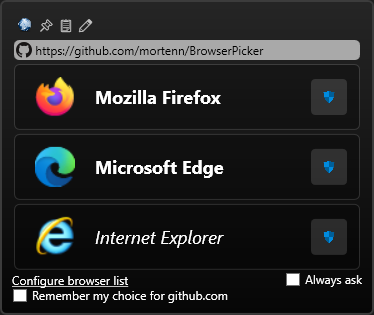 https://github.com/mortenn/BrowserPicker
Mozilla Firefox
Microsoft Edge
Internet Explorer
Configure browser list
Always ask
Remember my choice for github.com